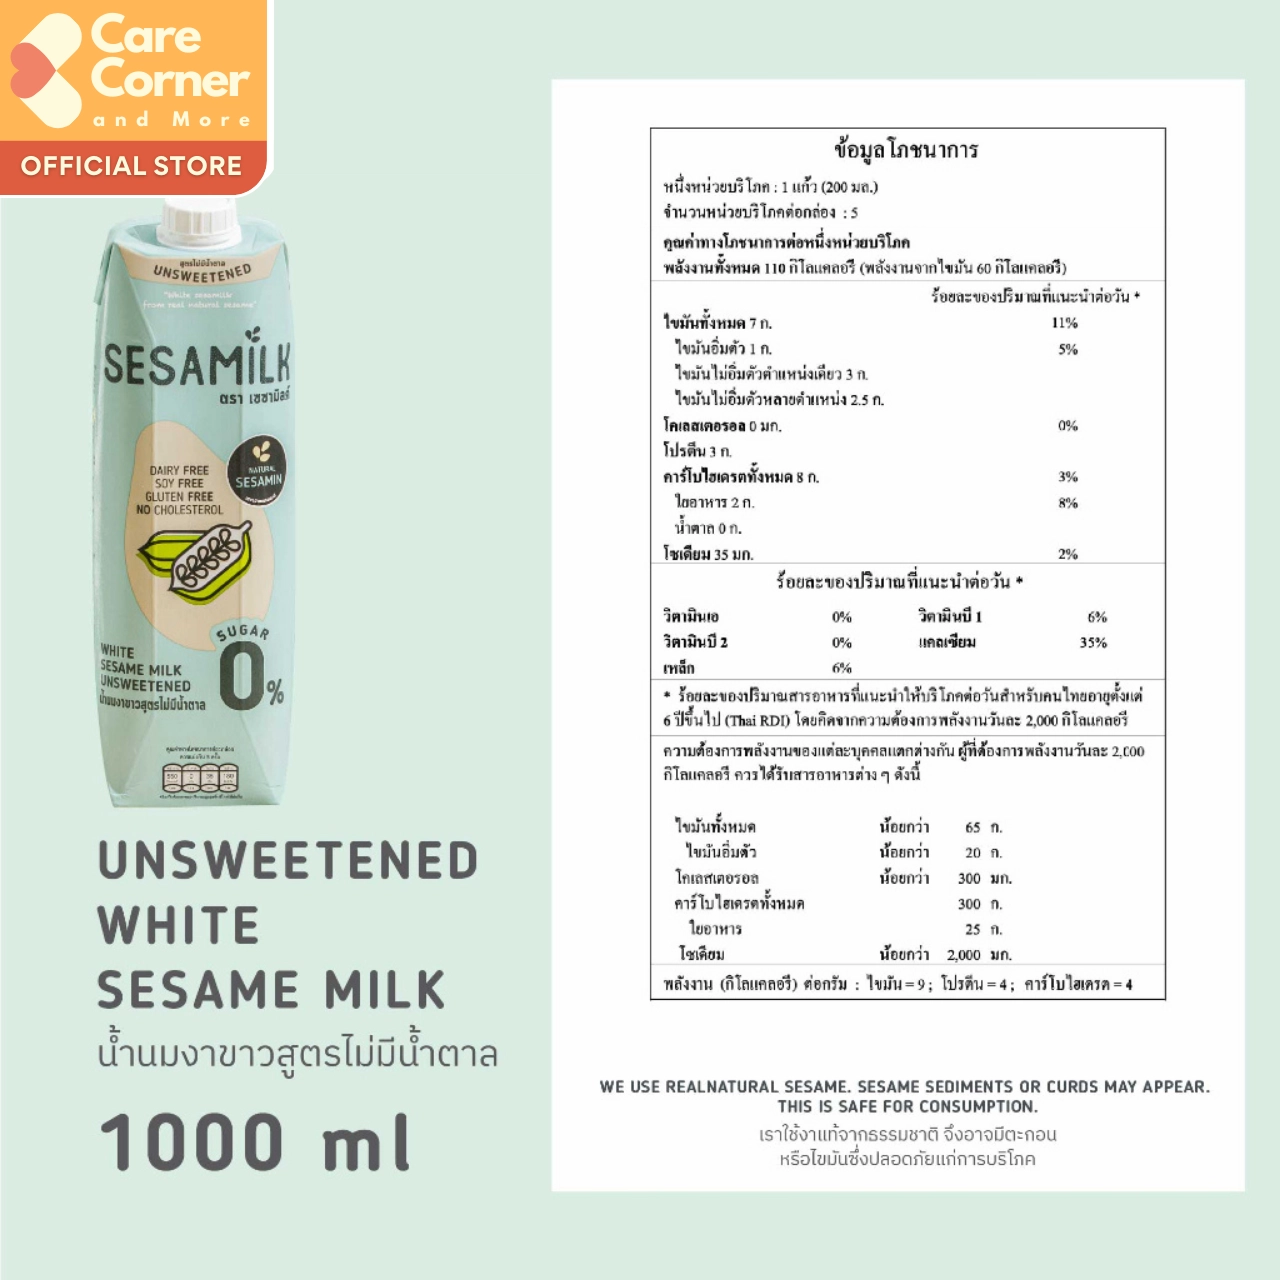 Care
Corner
and More
OFFICIAL STORE
สูตรไม่มีน้ำตาล
UNSWEETENED
"White sesamilk
from real natural sesame"
SESAMiLK
ตรา เซซามิลค์
DAIRY FREE
SOY FREE
GLUTEN FREE
NO CHOLESTEROL
NATURAL
SESAMIN
SUGAR
0%
WHITE
SESAME MILK
UNSWEETENED
น้ำนมงาขาวสูตรไม่มีน้ำตาล
UNSWEETENED
WHITE
SESAME MILK
น้ำนมงาขาวสูตรไม่มีน้ำตาล
1000 ml
ข้อมูลโภชนาการ
หนึ่งหน่วยบริโภค : 1 แก้ว (200 มล.)
จำนวนหน่วยบริโภคต่อกล่อง : 5
คุณค่าทางโภชนาการต่อหนึ่งหน่วยบริโภค
พลังงานทั้งหมด 110 กิโลแคลอรี (พลังงานจากไขมัน 60 กิโลแคลอรี)
ร้อยละของปริมาณที่แนะนำต่อวัน *
ไขมันทั้งหมด 7 ก. 11%
ไขมันอิ่มตัว 1 ก. 5%
ไขมันไม่อิ่มตัวตำแหน่งเดียว 3 ก.
ไขมันไม่อิ่มตัวหลายตำแหน่ง 2.5 ก.
โคเลสเตอรอล 0 มก. 0%
โปรตีน 3 ก.
คาร์โบไฮเดรตทั้งหมด 8 ก. 3%
ใยอาหาร 2 ก. 8%
น้ำตาล 0 ก.
โซเดียม 35 มก. 2%
ร้อยละของปริมาณที่แนะนำต่อวัน *
วิตามินเอ 0% วิตามินบี 1 6%
วิตามินบี 2 0% แคลเซียม 35%
เหล็ก 6%
* ร้อยละของปริมาณสารอาหารที่แนะนำให้บริโภคต่อวันสำหรับคนไทยอายุตั้งแต่
6 ปีขึ้นไป (Thai RDI) โดยคิดจากความต้องการพลังงานวันละ 2,000 กิโลแคลอรี
ความต้องการพลังงานของแต่ละบุคคลแตกต่างกัน ผู้ที่ต้องการพลังงานวันละ 2,000
กิโลแคลอรี ควรได้รับสารอาหารต่าง ๆ ดังนี้
ไขมันทั้งหมด น้อยกว่า 65 ก.
ไขมันอิ่มตัว น้อยกว่า 20 ก.
โคเลสเตอรอล น้อยกว่า 300 มก.
คาร์โบไฮเดรตทั้งหมด 300 ก.
ใยอาหาร 25 ก.
โซเดียม น้อยกว่า 2,000 มก.
พลังงาน (กิโลแคลอรี) ต่อกรัม : ไขมัน = 9 ; โปรตีน = 4 ; คาร์โบไฮเดรต = 4
WE USE REALNATURAL SESAME. SESAME SEDIMENTS OR CURDS MAY APPEAR.
THIS IS SAFE FOR CONSUMPTION.
เราใช้งาแท้จากธรรมชาติ จึงอาจมีตะกอน
หรือไขมันซึ่งปลอดภัยแก่การบริโภค